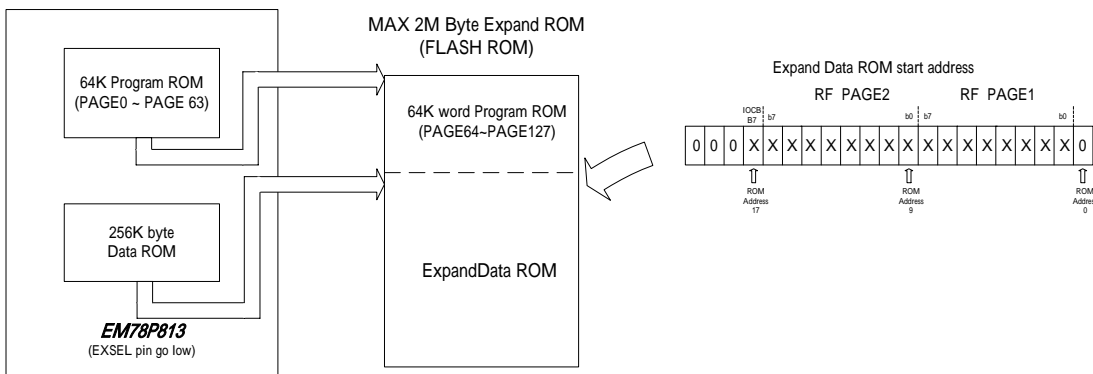 MAX 2M Byte Expand ROM
(FLASH ROM)
64K Program ROM
(PAGE0 ~ PAGE 63)
256K byte
Data ROM
EM78P813
(EXSEL pin go low)
64K word Program ROM
(PAGE64~PAGE127)
ExpandData ROM
Expand Data ROM start address
RF PAGE2
RF PAGE1
IOCB
B7
b7
b0
b7
b0
0 0 0 X X X X X X X X X X X X X X X X X 0
ROM
Address
17
ROM
Address
9
ROM
Address
0